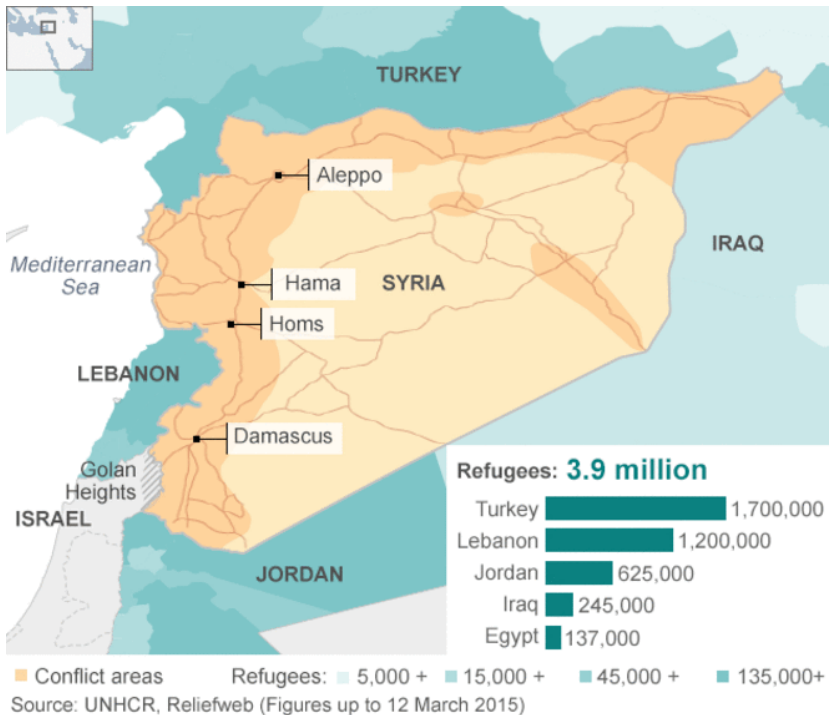 TURKEY
Aleppo
IRAQ
Mediterranean
Sea
Hama
SYRIA
Homs
LEBANON
Damascus
Golan
Heights
ISRAEL
JORDAN
Refugees: 3.9 million
Turkey 1,700,000
Lebanon 1,200,000
Jordan 625,000
Iraq 245,000
Egypt 137,000
Conflict areas Refugees: 5,000 + 15,000 + 45,000 + 135,000+
Source: UNHCR, Reliefweb (Figures up to 12 March 2015)